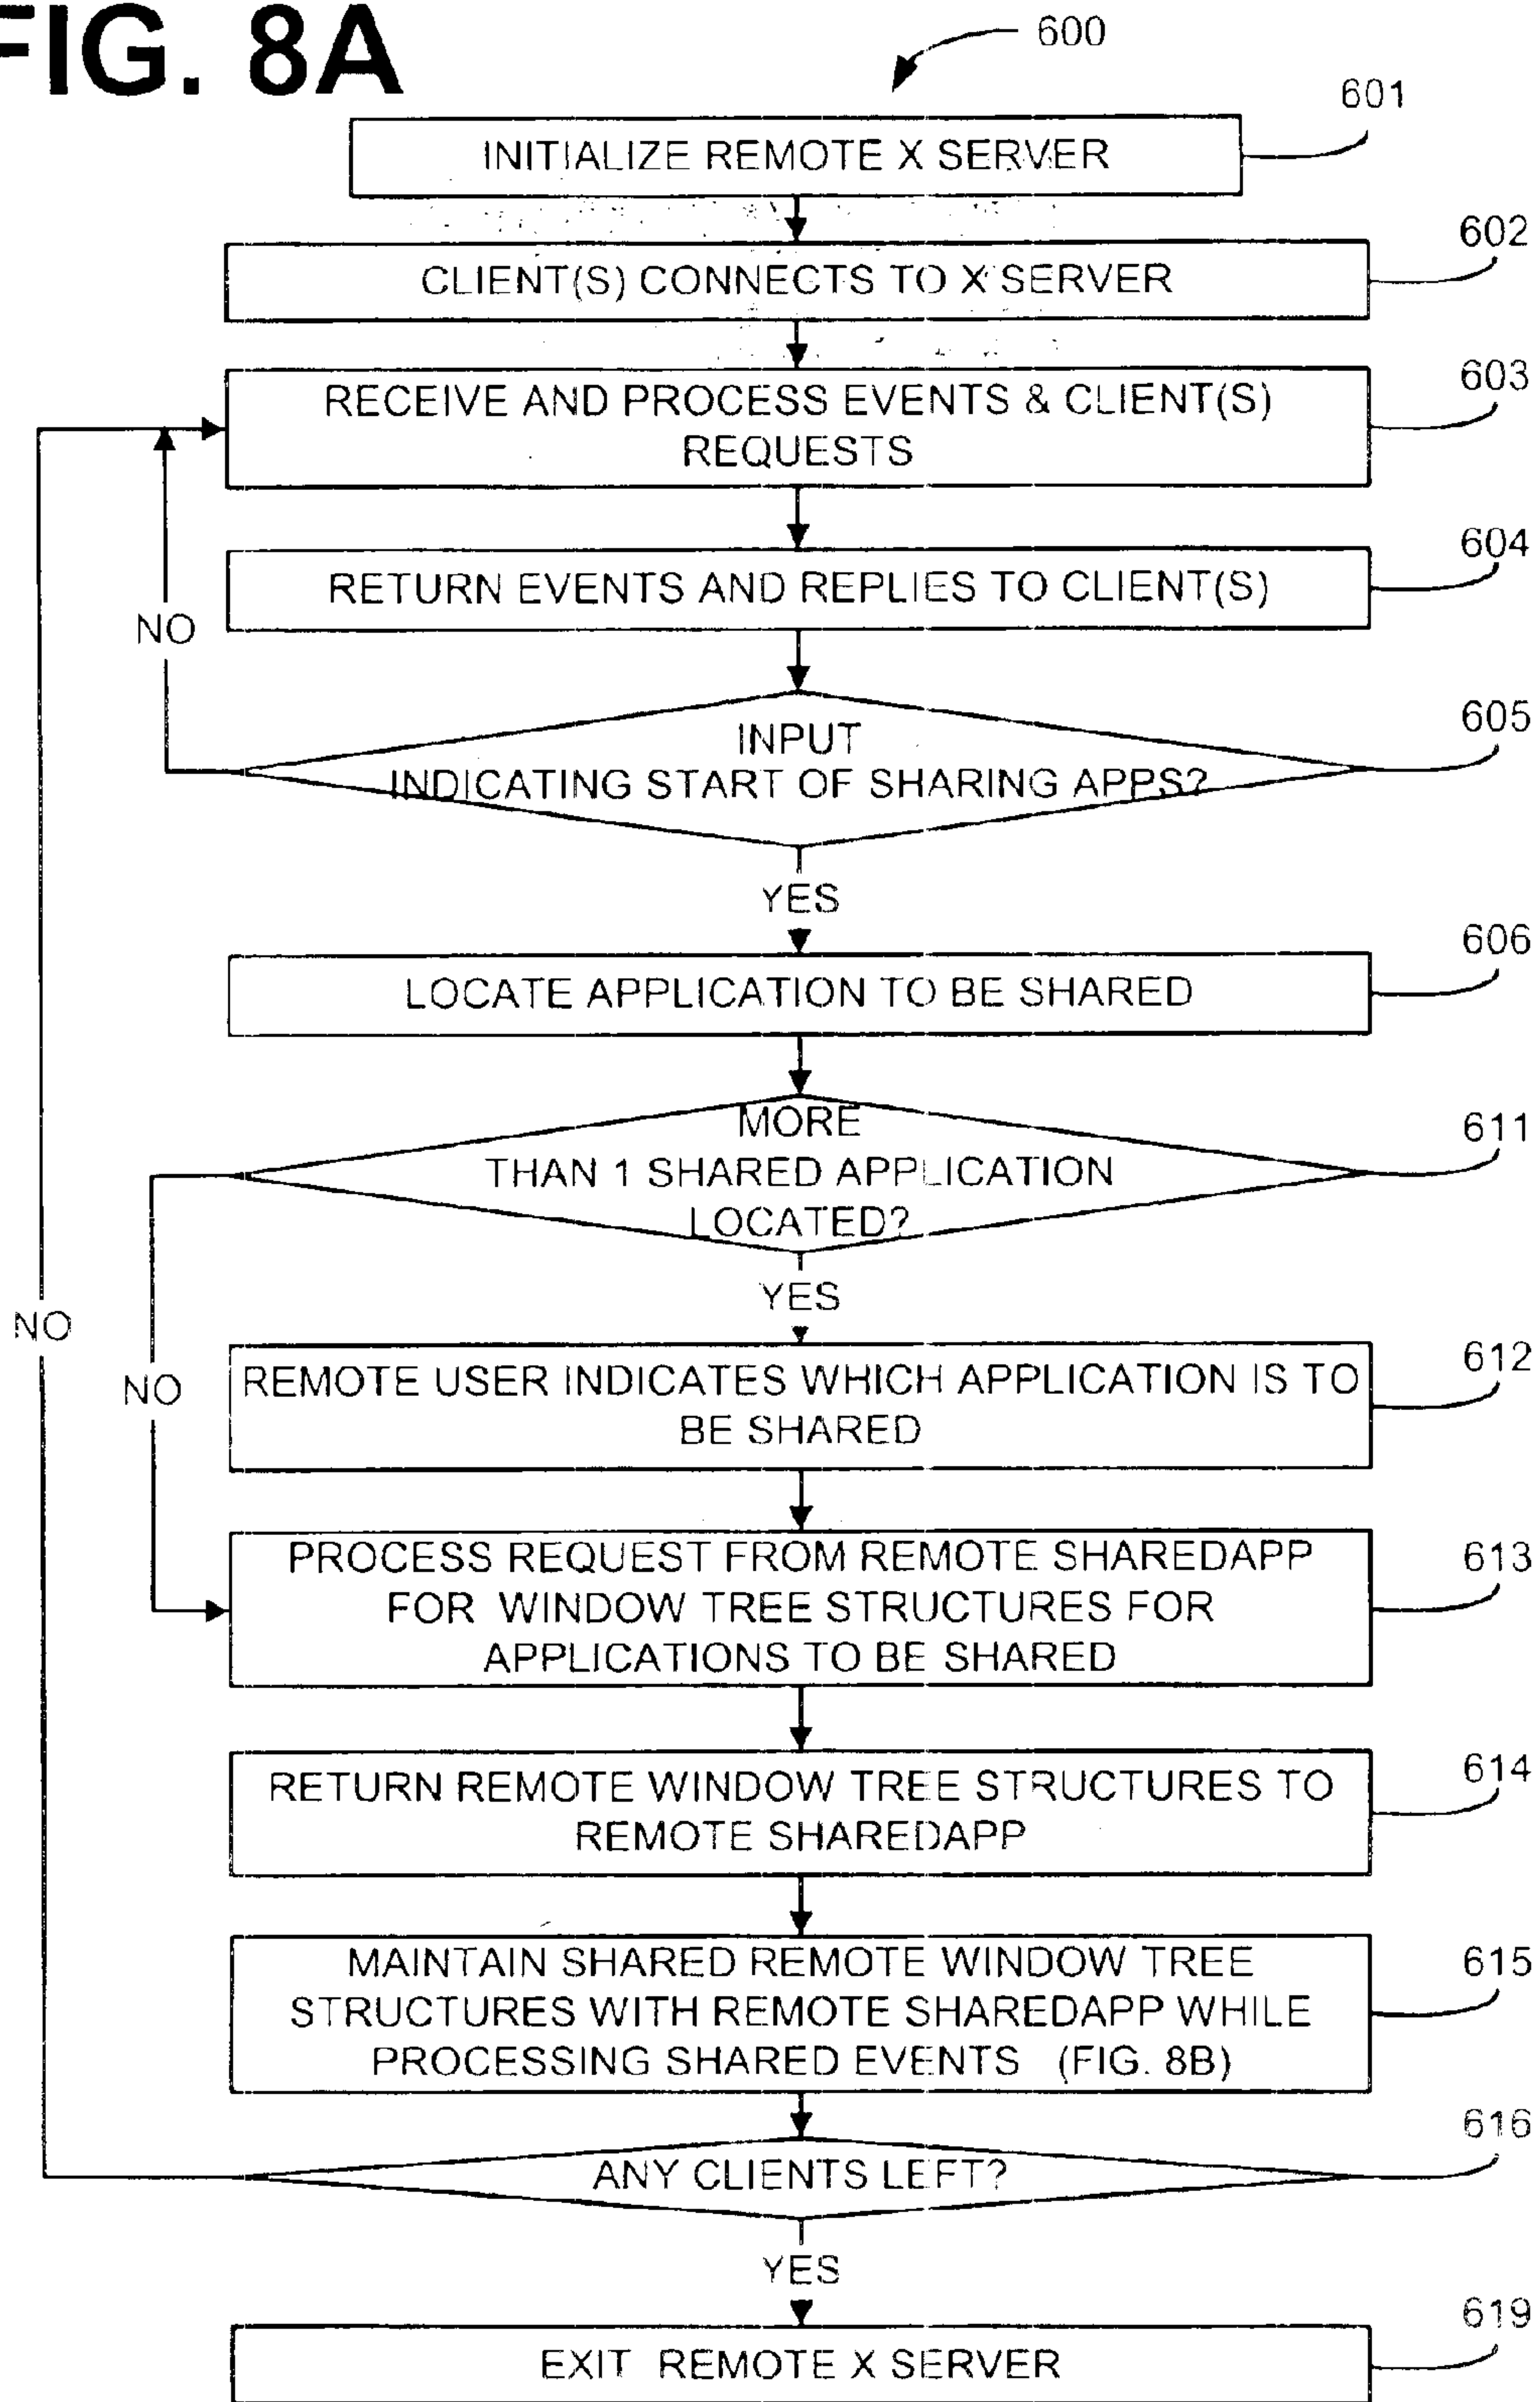 FIG. 8A
600
601
INITIALIZE REMOTE X SERVER
602
CLIENT(S) CONNECTS TO X SERVER
603
RECEIVE AND PROCESS EVENTS & CLIENT(S)
REQUESTS
604
RETURN EVENTS AND REPLIES TO CLIENT(S)
NO
605
INPUT
INDICATING START OF SHARING APPS?
YES
606
LOCATE APPLICATION TO BE SHARED
611
MORE
THAN 1 SHARED APPLICATION
LOCATED?
YES
NO
NO
612
REMOTE USER INDICATES WHICH APPLICATION IS TO
BE SHARED
613
PROCESS REQUEST FROM REMOTE SHAREDAPP
FOR WINDOW TREE STRUCTURES FOR
APPLICATIONS TO BE SHARED
614
RETURN REMOTE WINDOW TREE STRUCTURES TO
REMOTE SHAREDAPP
615
MAINTAIN SHARED REMOTE WINDOW TREE
STRUCTURES WITH REMOTE SHAREDAPP WHILE
PROCESSING SHARED EVENTS (FIG. 8B)
616
ANY CLIENTS LEFT?
YES
619
EXIT REMOTE X SERVER